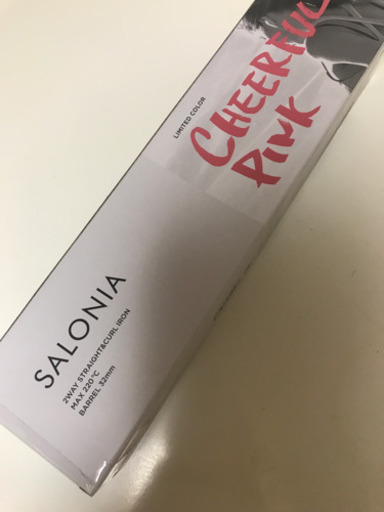 LIMITED COLOR
CHEERFUL
PINK
SALONIA
2WAY STRAIGHT&CURL IRON
MAX 220℃
BARREL 32mm